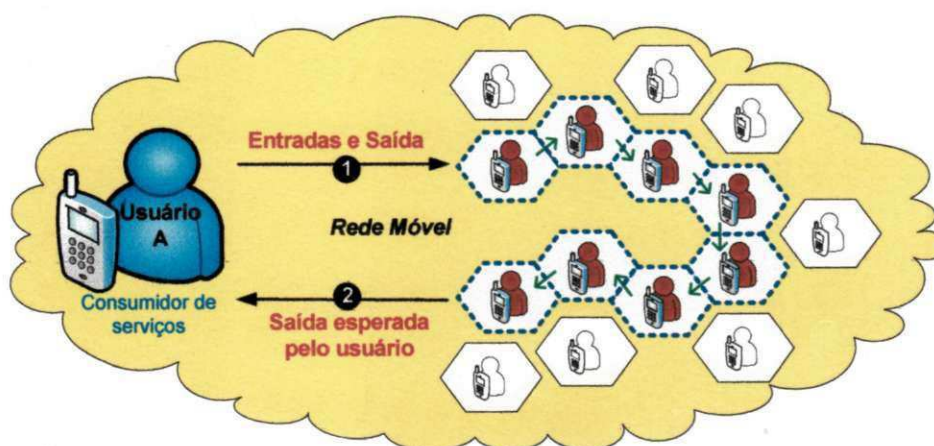 Entradas e Saída
1
Usuário
A
Rede Móvel
Consumidor de
serviços
2
Saída esperada
pelo usuário